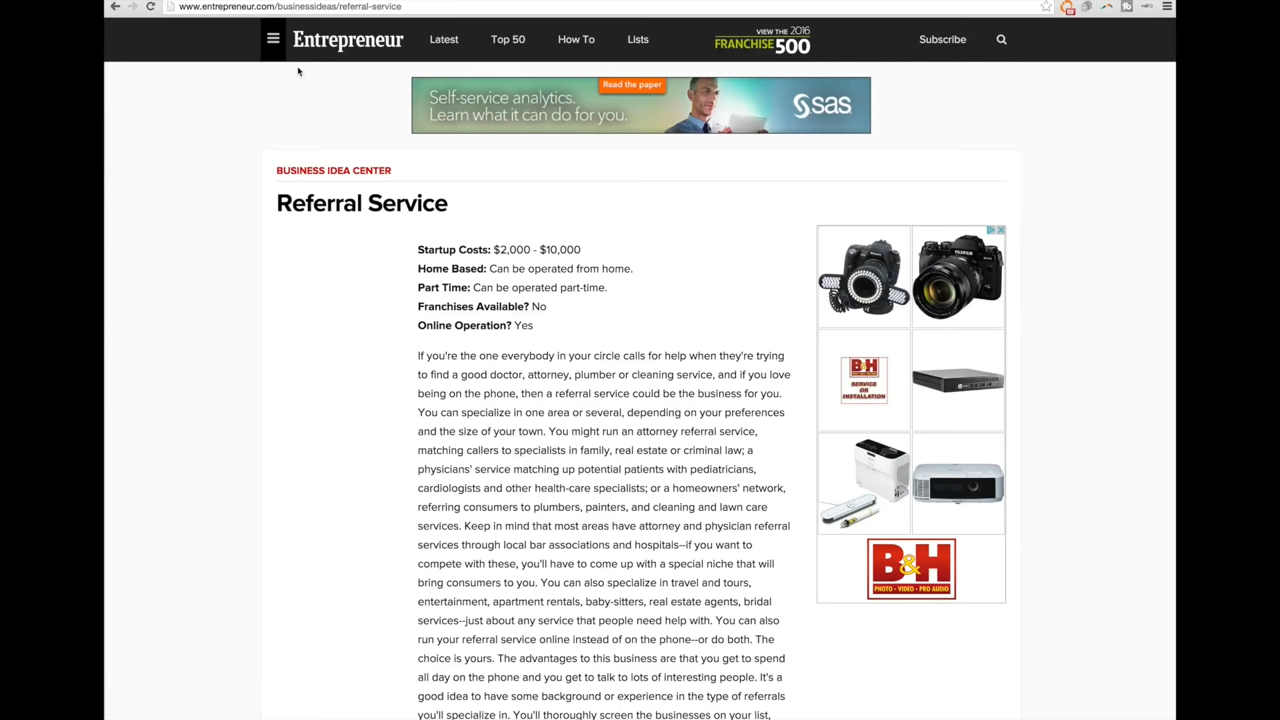 www.entrepreneur.com/businessideas/referral-service
Entrepreneur
Latest
Top 50
How To
Lists
VIEW THE 2016
FRANCHISE 500
Subscribe
Read the paper
Self-service analytics.
Learn what it can do for you.
sas
BUSINESS IDEA CENTER
Referral Service
Startup Costs: $2,000 - $10,000
Home Based: Can be operated from home.
Part Time: Can be operated part-time.
Franchises Available? No
Online Operation? Yes
If you're the one everybody in your circle calls for help when they're trying
to find a good doctor, attorney, plumber or cleaning service, and if you love
being on the phone, then a referral service could be the business for you.
You can specialize in one area or several, depending on your preferences
and the size of your town. You might run an attorney referral service,
matching callers to specialists in family, real estate or criminal law; a
physicians' service matching up potential patients with pediatricians,
cardiologists and other health-care specialists; or a homeowners' network,
referring consumers to plumbers, painters, and cleaning and lawn care
services. Keep in mind that most areas have attorney and physician referral
services through local bar associations and hospitals--if you want to
compete with these, you'll have to come up with a special niche that will
bring consumers to you. You can also specialize in travel and tours,
entertainment, apartment rentals, baby-sitters, real estate agents, bridal
services--just about any service that people need help with. You can also
run your referral service online instead of on the phone--or do both. The
choice is yours. The advantages to this business are that you get to spend
all day on the phone and you get to talk to lots of interesting people. It's a
good idea to have some background or experience in the type of referrals
you'll specialize in. You'll thoroughly screen the businesses on your list,
FUJIFILM
B&H
SERVICE
OR
INSTALLATION
B&H
PHOTO - VIDEO - PRO AUDIO